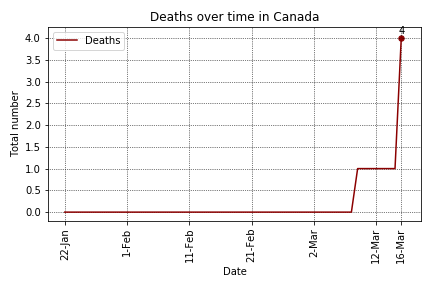 Deaths over time in Canada
4
Deaths
4.0
3.5
3.0
2.5
2.0
1.5
1.0
0.5
0.0
Total number
22-Jan
1-Feb
11-Feb
21-Feb
2-Mar
12-Mar
16-Mar
Date